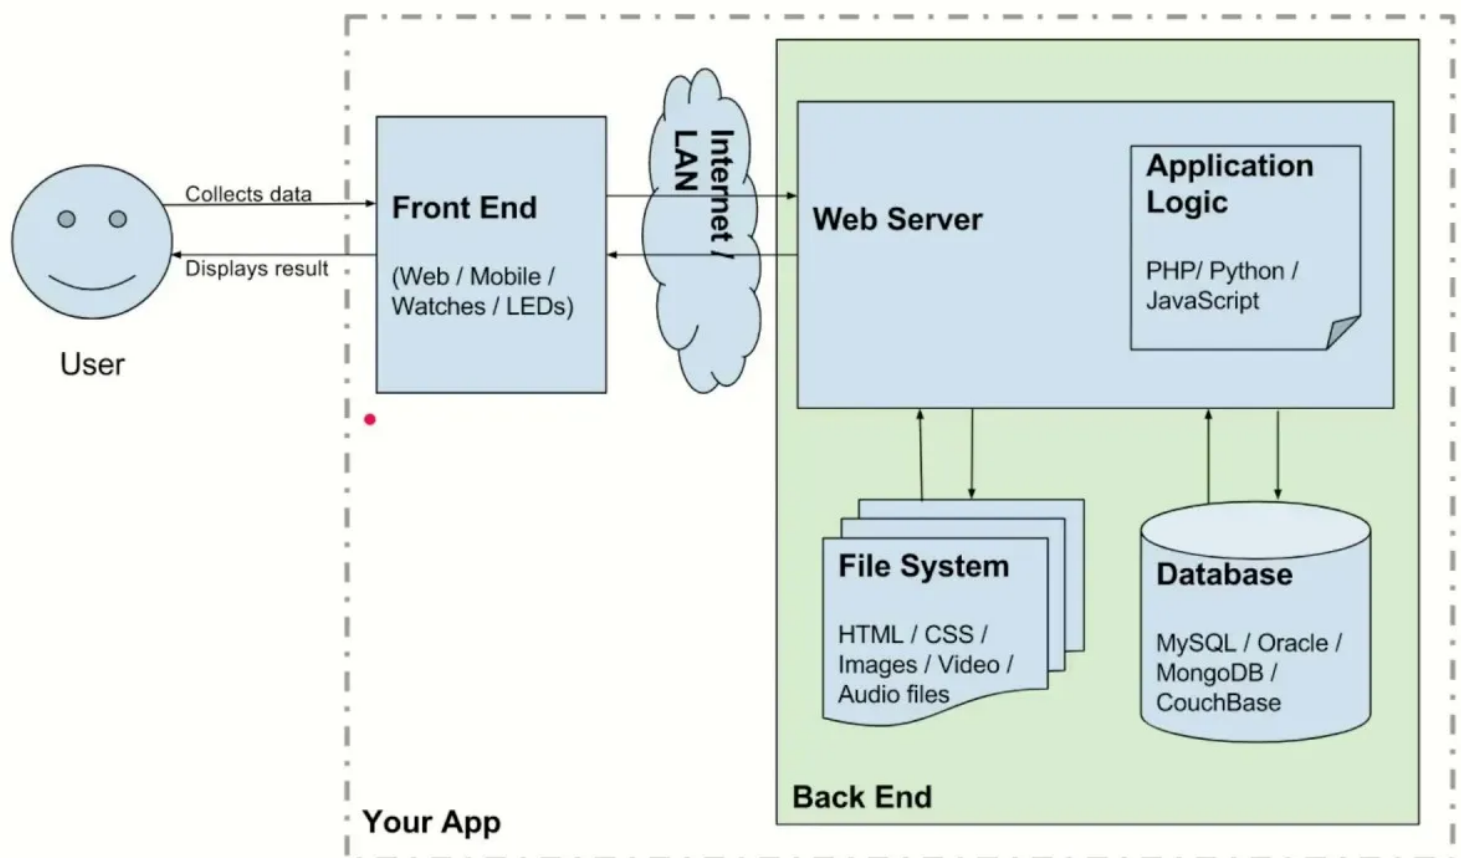 Collects data
Displays result
User
Front End
(Web / Mobile /
Watches / LEDs)
Internet /
LAN
Web Server
Application
Logic
PHP/ Python /
JavaScript
File System
HTML / CSS /
Images / Video /
Audio files
Database
MySQL / Oracle /
MongoDB /
CouchBase
Back End
Your App